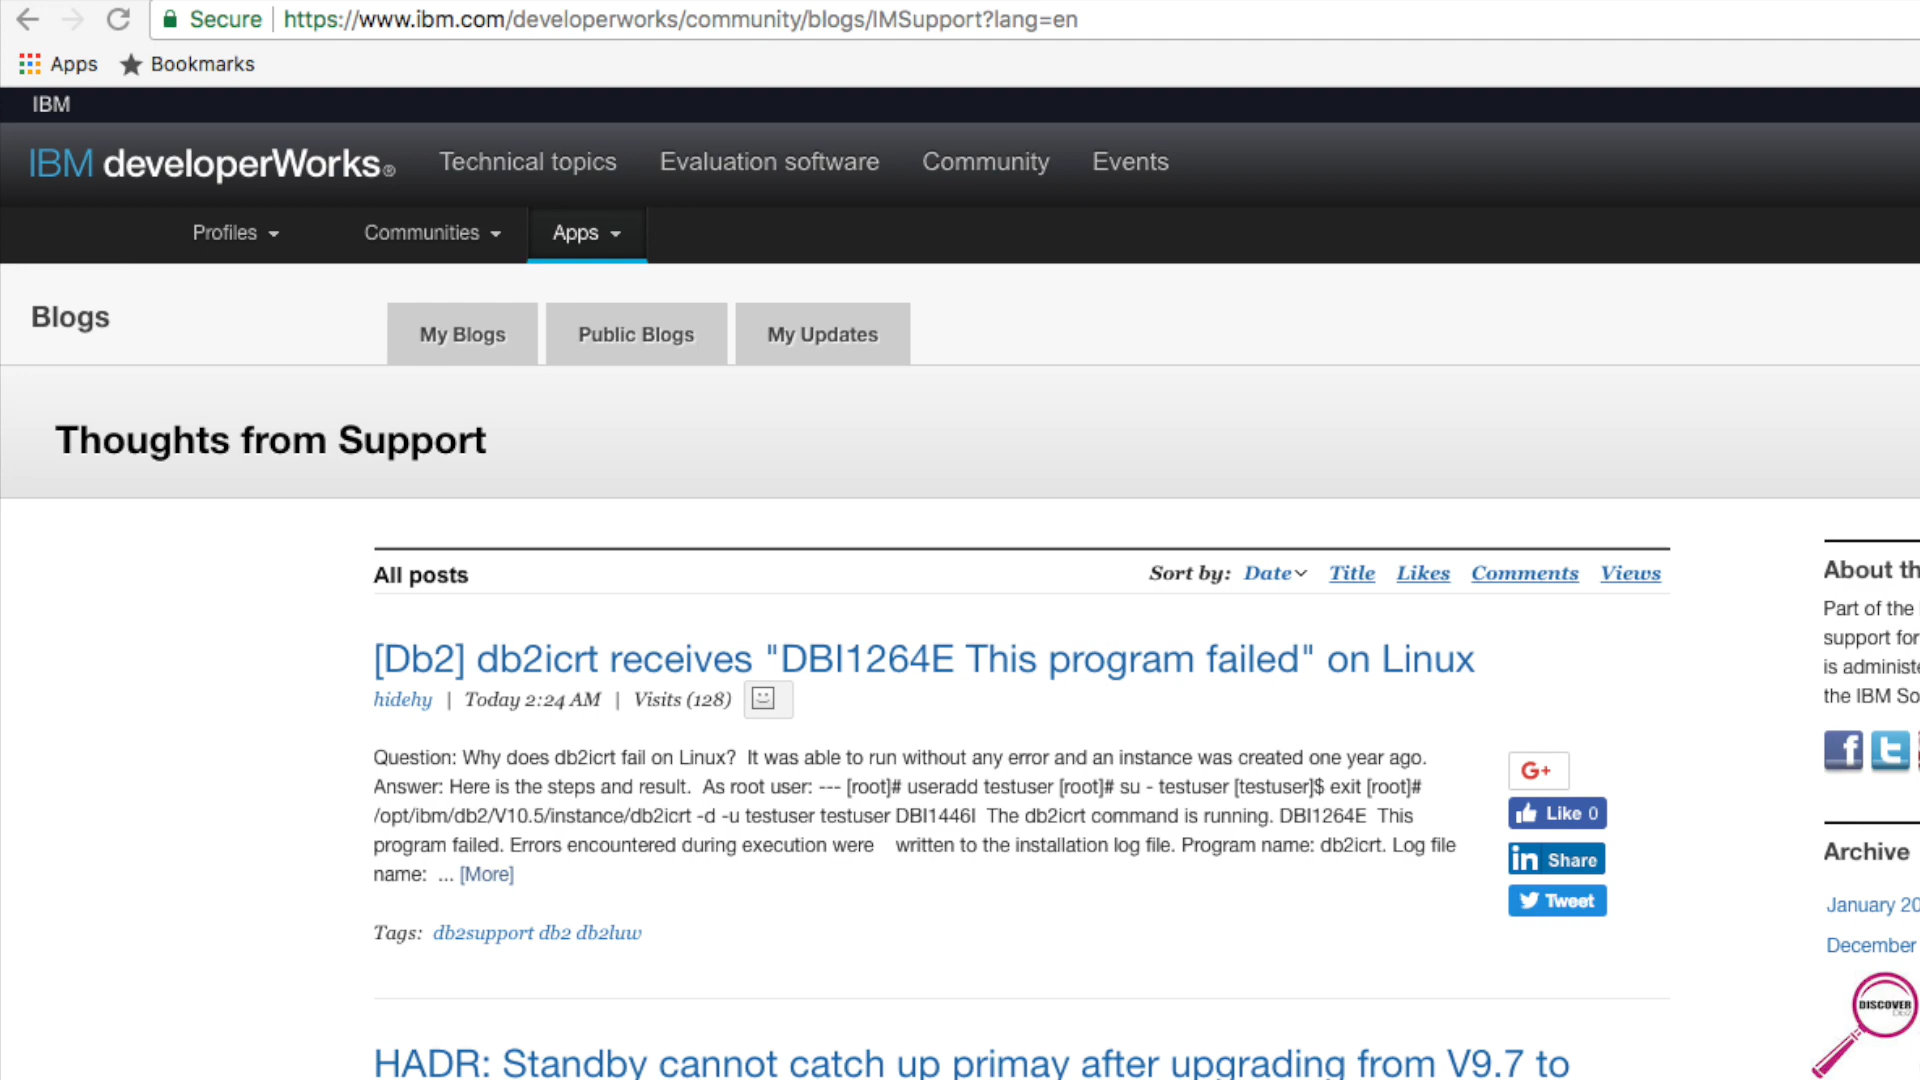 Secure https://www.ibm.com/developerworks/community/blogs/IMSupport?lang=en
Apps Bookmarks
IBM
IBM developerWorks® Technical topics Evaluation software Community Events
Profiles Communities Apps
Blogs My Blogs Public Blogs My Updates
Thoughts from Support
All posts Sort by: Date Title Likes Comments Views
[Db2] db2icrt receives "DBI1264E This program failed" on Linux
hidehy | Today 2:24 AM | Visits (128)
Question: Why does db2icrt fail on Linux?  It was able to run without any error and an instance was created one year ago.
Answer: Here is the steps and result.  As root user: --- [root]# useradd testuser [root]# su - testuser [testuser]$ exit [root]#
/opt/ibm/db2/V10.5/instance/db2icrt -d -u testuser testuser DBI1446I  The db2icrt command is running. DBI1264E  This
program failed. Errors encountered during execution were    written to the installation log file. Program name: db2icrt. Log file
name:  ... [More]
Tags: db2support db2 db2luw
G+
Like 0
in Share
Tweet
HADR: Standby cannot catch up primay after upgrading from V9.7 to
About th
Part of the
support for
is administe
the IBM So
f t
Archive
January 20
December
DISCOVER
Db2